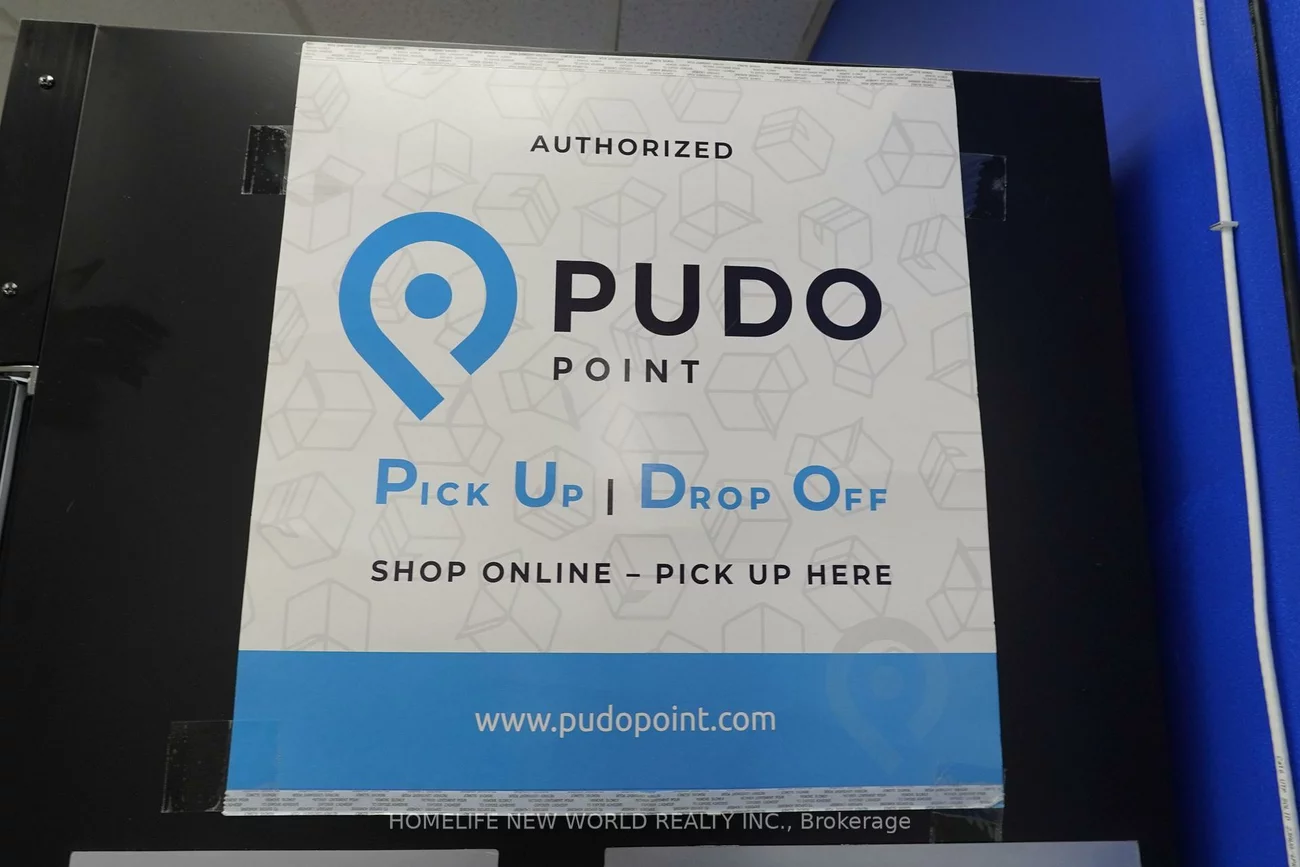 AUTHORIZED
PUDO
POINT
PICK UP | DROP OFF
SHOP ONLINE – PICK UP HERE
www.pudopoint.com
HOMELIFE NEW WORLD REALTY INC., Brokerage